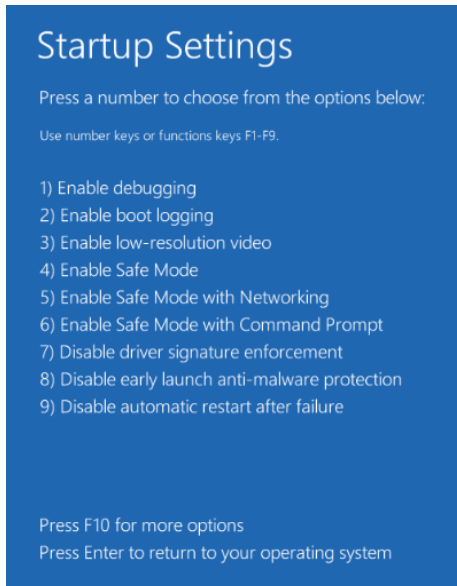 Startup Settings
Press a number to choose from the options below:
Use number keys or functions keys F1-F9.
1) Enable debugging
2) Enable boot logging
3) Enable low-resolution video
4) Enable Safe Mode
5) Enable Safe Mode with Networking
6) Enable Safe Mode with Command Prompt
7) Disable driver signature enforcement
8) Disable early launch anti-malware protection
9) Disable automatic restart after failure
Press F10 for more options
Press Enter to return to your operating system